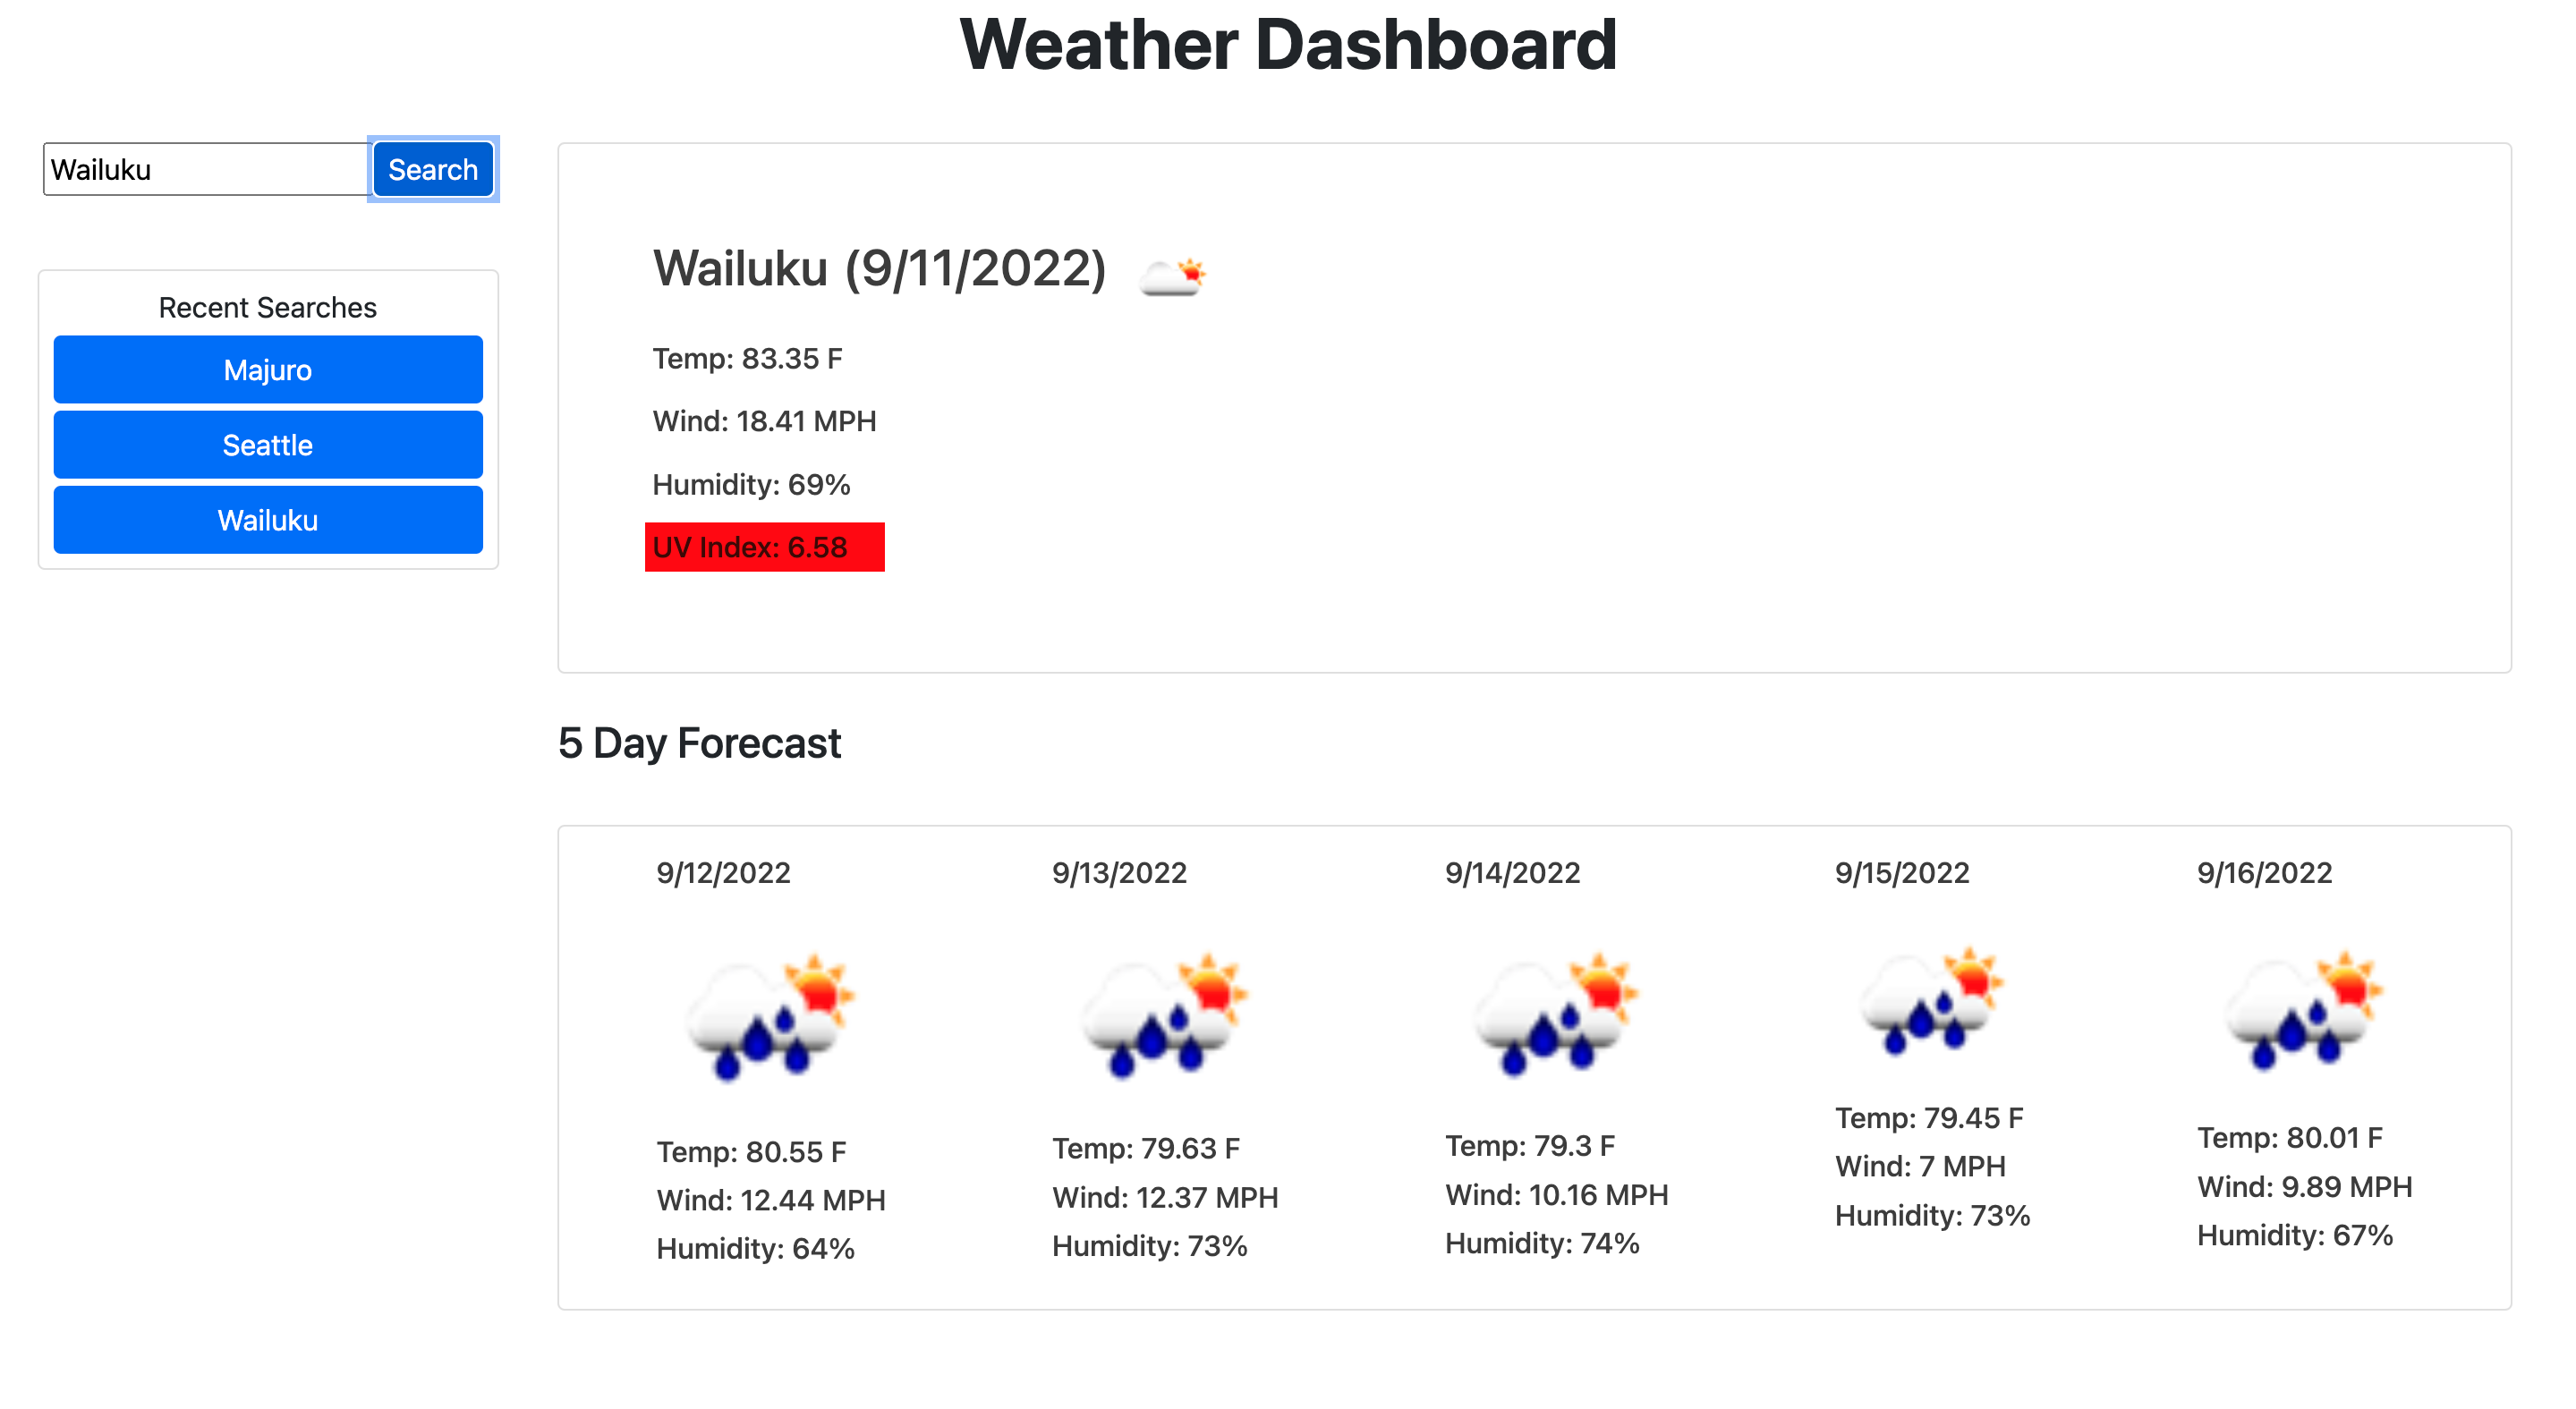 Weather Dashboard
Wailuku
Search
Recent Searches
Majuro
Seattle
Wailuku
Wailuku (9/11/2022)
Temp: 83.35 F
Wind: 18.41 MPH
Humidity: 69%
UV Index: 6.58
5 Day Forecast
9/12/2022
Temp: 80.55 F
Wind: 12.44 MPH
Humidity: 64%
9/13/2022
Temp: 79.63 F
Wind: 12.37 MPH
Humidity: 73%
9/14/2022
Temp: 79.3 F
Wind: 10.16 MPH
Humidity: 74%
9/15/2022
Temp: 79.45 F
Wind: 7 MPH
Humidity: 73%
9/16/2022
Temp: 80.01 F
Wind: 9.89 MPH
Humidity: 67%